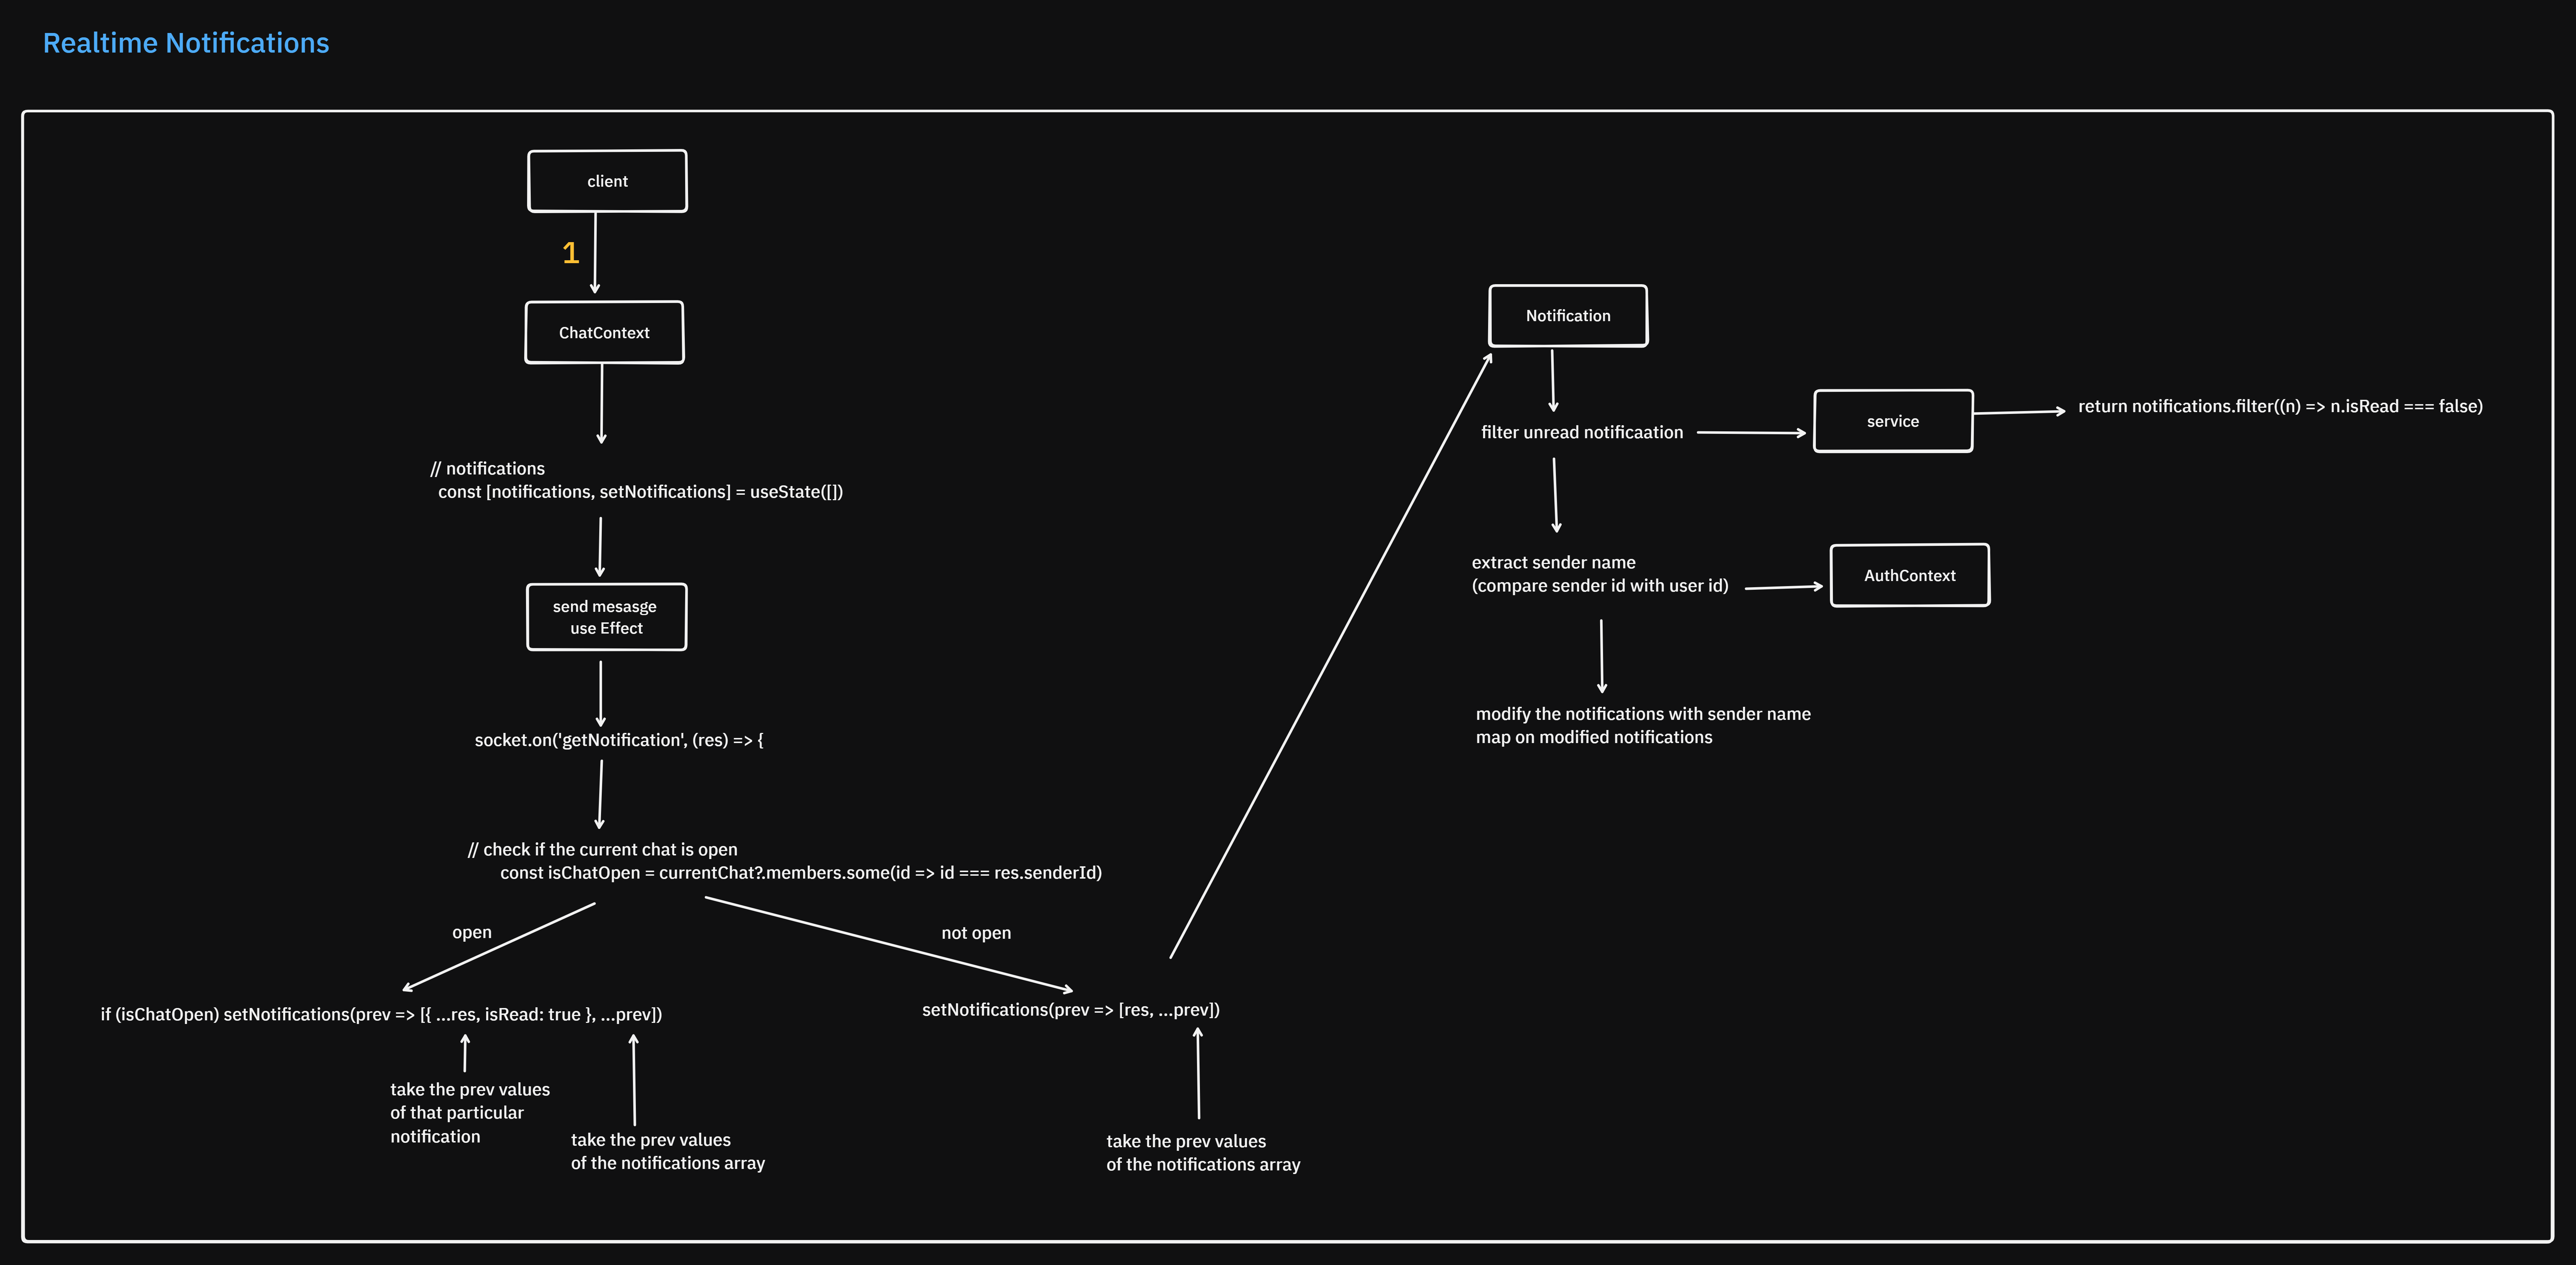 Realtime Notifications
client
1
ChatContext
// notifications
const [notifications, setNotifications] = useState([])
send mesasge
use Effect
socket.on('getNotification', (res) => {
// check if the current chat is open
const isChatOpen = currentChat?.members.some(id => id === res.senderId)
open
not open
if (isChatOpen) setNotifications(prev => [{ ...res, isRead: true }, ...prev])
setNotifications(prev => [res, ...prev])
take the prev values
of that particular
notification
take the prev values
of the notifications array
take the prev values
of the notifications array
Notification
filter unread notificaation
service
return notifications.filter((n) => n.isRead === false)
extract sender name
(compare sender id with user id)
AuthContext
modify the notifications with sender name
map on modified notifications